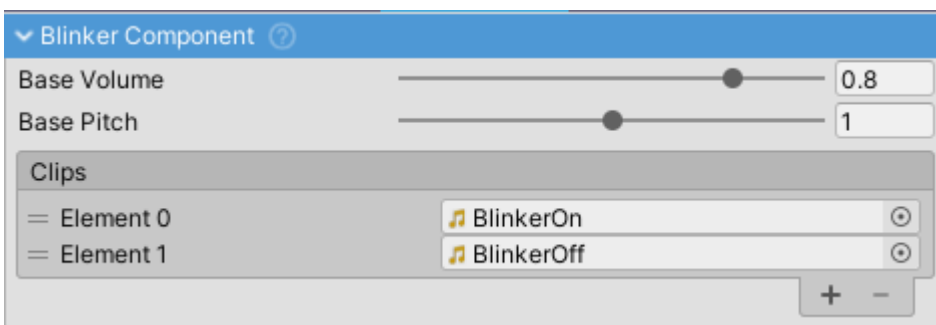 Blinker Component
Base Volume 0.8
Base Pitch 1
Clips
Element 0 BlinkerOn
Element 1 BlinkerOff